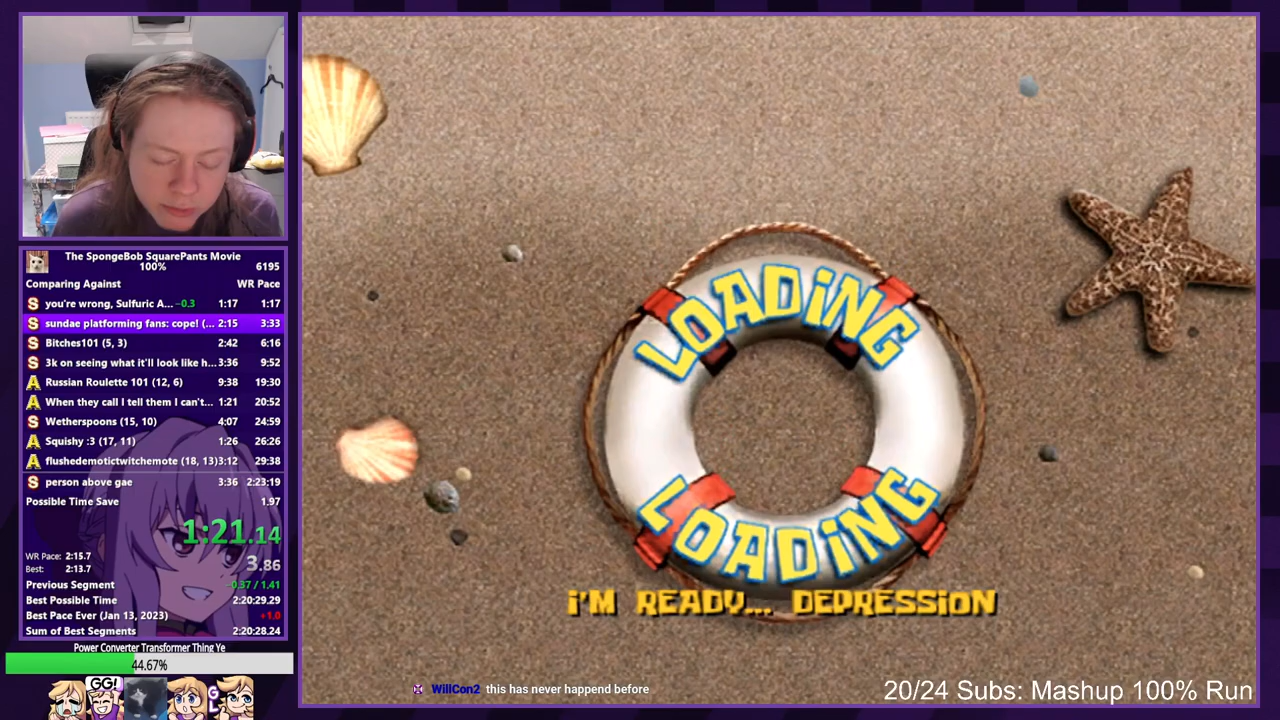 The SpongeBob SquarePants Movie
100% 6195
Comparing Against WR Pace
S you're wrong, Sulfuric A... −0.3 1:17 1:17
S sundae platforming fans: cope! (... 2:15 3:33
S Bitches101 (5, 3) 2:42 6:16
S 3k on seeing what it'll look like h... 3:36 9:52
A Russian Roulette 101 (12, 6) 9:38 19:30
A When they call I tell them I can't... 1:21 20:52
S Wetherspoons (15, 10) 4:07 24:59
A Squishy :3 (17, 11) 1:26 26:26
A flushedemotictwitchemote (18, 13) 3:12 29:38
S person above gae 3:36 2:23:19
Possible Time Save 1.97
1:21.14
WR Pace: 2:15.7
Best: 2:13.7
3.86
Previous Segment −0.37 / 1.41
Best Possible Time 2:20:29.29
Best Pace Ever (Jan 13, 2023) +1.0
Sum of Best Segments 2:20:28.24
Power Converter Transformer Thing Ye
44.67%
GG!
GL
LOADING
LOADING
I'M READY... DEPRESSION
WillCon2 this has never happend before
20/24 Subs: Mashup 100% Run